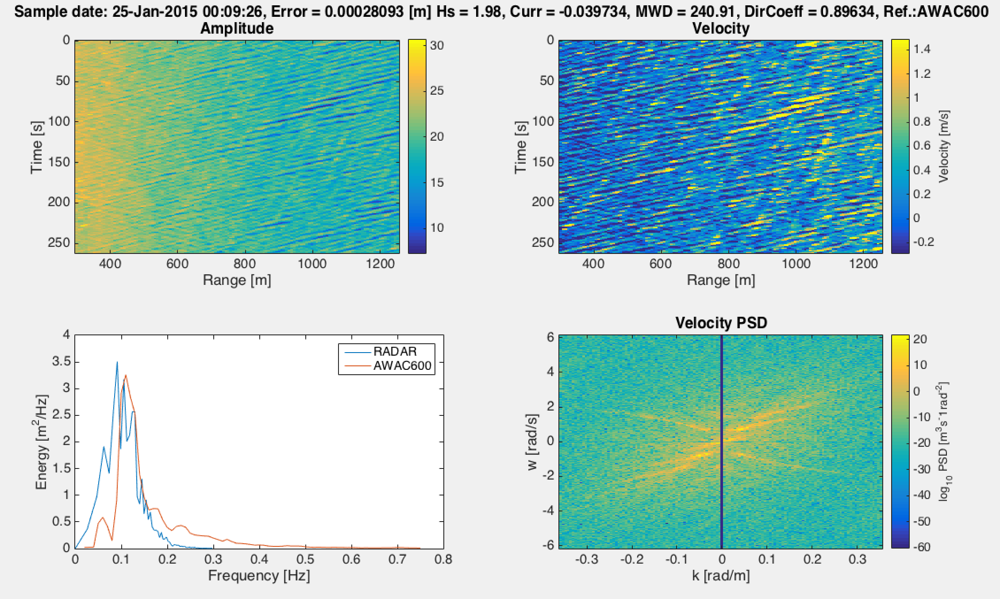 Sample date: 25-Jan-2015 00:09:26, Error = 0.00028093 [m] Hs = 1.98, Curr = -0.039734, MWD = 240.91, DirCoeff = 0.89634, Ref.:AWAC600
Amplitude
0
50
100
150
200
250
Time [s]
400 600 800 1000 1200
Range [m]
30
25
20
15
10
Velocity
0
50
100
150
200
250
Time [s]
400 600 800 1000 1200
Range [m]
1.4
1.2
1
0.8
0.6
0.4
0.2
0
-0.2
Velocity [m/s]
4
3.5
3
2.5
2
1.5
1
0.5
0
Energy [m²/Hz]
RADAR
AWAC600
0 0.1 0.2 0.3 0.4 0.5 0.6 0.7 0.8
Frequency [Hz]
Velocity PSD
6
4
2
0
-2
-4
-6
w [rad/s]
-0.3 -0.2 -0.1 0 0.1 0.2 0.3
k [rad/m]
20
10
0
-10
-20
-30
-40
-50
-60
log₁₀ PSD [m³s⁻1rad⁻²]